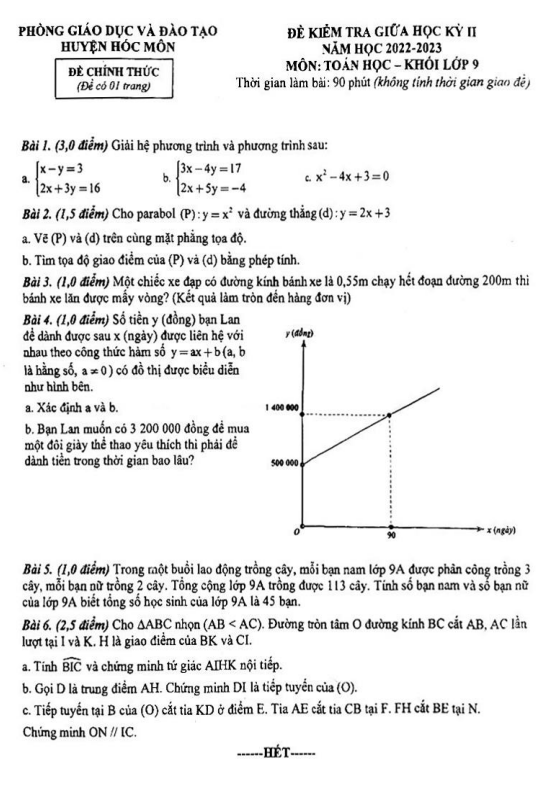 PHÒNG GIÁO DỤC VÀ ĐÀO TẠO
HUYỆN HÓC MÔN
ĐỀ CHÍNH THỨC
(Đề có 01 trang)
ĐỀ KIỂM TRA GIỮA HỌC KỲ II
NĂM HỌC 2022-2023
MÔN: TOÁN HỌC – KHỐI LỚP 9
Thời gian làm bài: 90 phút (không tính thời gian giao đề)
Bài 1. (3,0 điểm) Giải hệ phương trình và phương trình sau:
a. { x − y = 3
2x + 3y = 16
b. { 3x − 4y = 17
2x + 5y = −4
c. x² − 4x + 3 = 0
Bài 2. (1,5 điểm) Cho parabol (P): y = x² và đường thẳng (d): y = 2x + 3
a. Vẽ (P) và (d) trên cùng mặt phẳng tọa độ.
b. Tìm tọa độ giao điểm của (P) và (d) bằng phép tính.
Bài 3. (1,0 điểm) Một chiếc xe đạp có đường kính bánh xe là 0,55m chạy hết đoạn đường 200m thì
bánh xe lăn được mấy vòng? (Kết quả làm tròn đến hàng đơn vị)
Bài 4. (1,0 điểm) Số tiền y (đồng) bạn Lan
để dành được sau x (ngày) được liên hệ với
nhau theo công thức hàm số y = ax + b (a, b
là hằng số, a ≠ 0) có đồ thị được biểu diễn
như hình bên.
a. Xác định a và b.
b. Bạn Lan muốn có 3 200 000 đồng để mua
một đôi giày thể thao yêu thích thì phải để
dành tiền trong thời gian bao lâu?
y (đồng)
1 400 000
500 000
O
90
x (ngày)
Bài 5. (1,0 điểm) Trong một buổi lao động trồng cây, mỗi bạn nam lớp 9A được phân công trồng 3
cây, mỗi bạn nữ trồng 2 cây. Tổng cộng lớp 9A trồng được 113 cây. Tính số bạn nam và số bạn nữ
của lớp 9A biết tổng số học sinh của lớp 9A là 45 bạn.
Bài 6. (2,5 điểm) Cho ΔABC nhọn (AB < AC). Đường tròn tâm O đường kính BC cắt AB, AC lần
lượt tại I và K. H là giao điểm của BK và CI.
a. Tính B͡IC và chứng minh tứ giác AIHK nội tiếp.
b. Gọi D là trung điểm AH. Chứng minh DI là tiếp tuyến của (O).
c. Tiếp tuyến tại B của (O) cắt tia KD ở điểm E. Tia AE cắt tia CB tại F. FH cắt BE tại N.
Chứng minh ON // IC.
------HẾT------